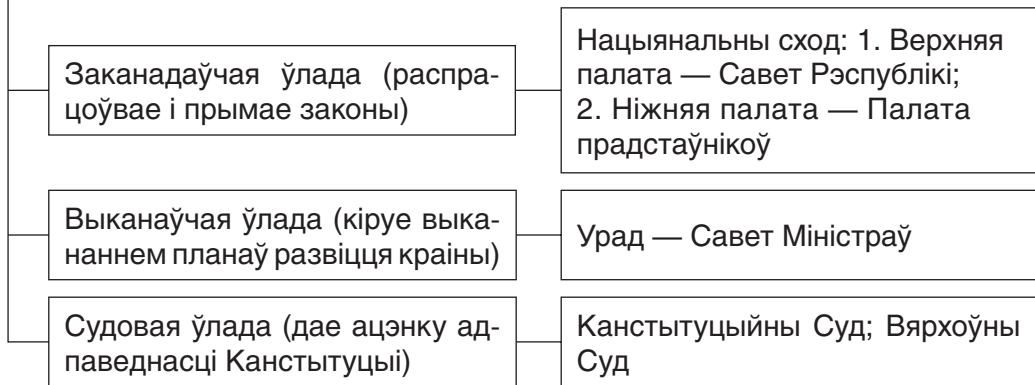 Заканадаўчая ўлада (распра-
цоўвае і прымае законы)
Нацыянальны сход: 1. Верхняя
палата — Савет Рэспублікі;
2. Ніжняя палата — Палата
прадстаўнікоў
Выканаўчая ўлада (кіруе выка-
наннем планаў развіцця краіны)
Урад — Савет Міністраў
Судовая ўлада (дае ацэнку ад-
паведнасці Канстытуцыі)
Канстытуцыйны Суд; Вярхоўны
Суд